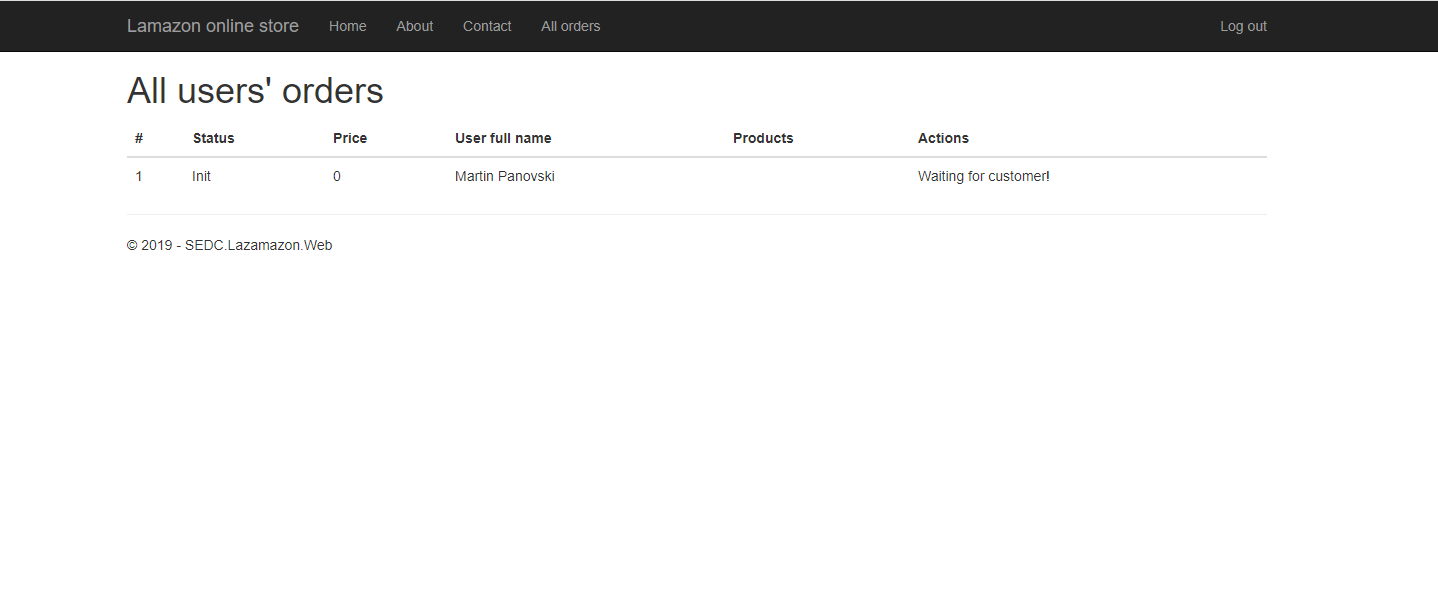 Lamazon online store Home About Contact All orders Log out
All users' orders
# Status Price User full name Products Actions
1 Init 0 Martin Panovski Waiting for customer!
© 2019 - SEDC.Lazamazon.Web